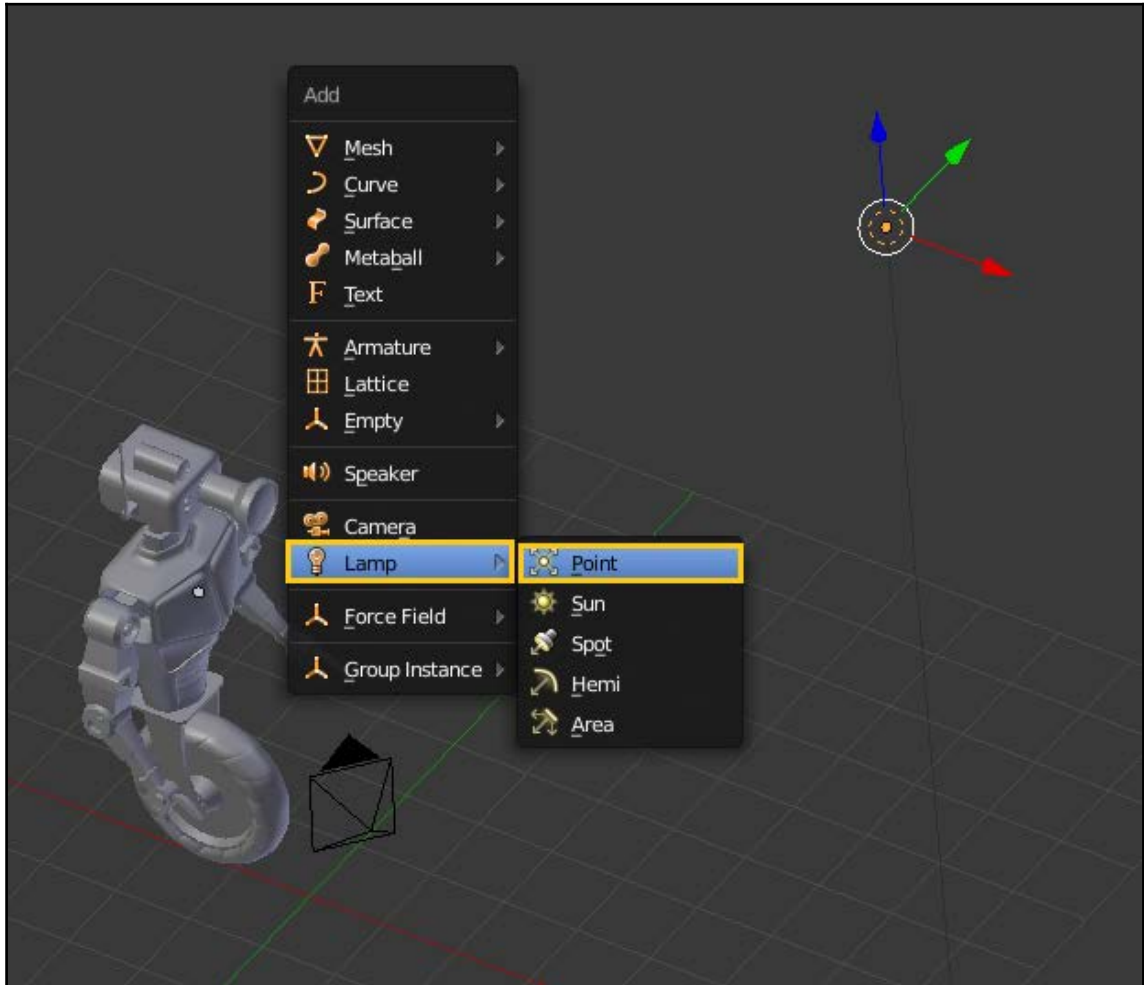 Add
Mesh
Curve
Surface
Metaball
Text
Armature
Lattice
Empty
Speaker
Camera
Lamp
Force Field
Group Instance
Point
Sun
Spot
Hemi
Area